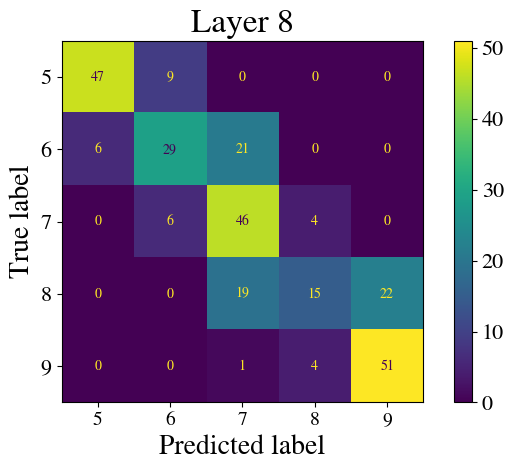 Layer 8
5 47 9 0 0 0
6 6 29 21 0 0
7 0 6 46 4 0
8 0 0 19 15 22
9 0 0 1 4 51
5 6 7 8 9
Predicted label
True label
50
40
30
20
10
0